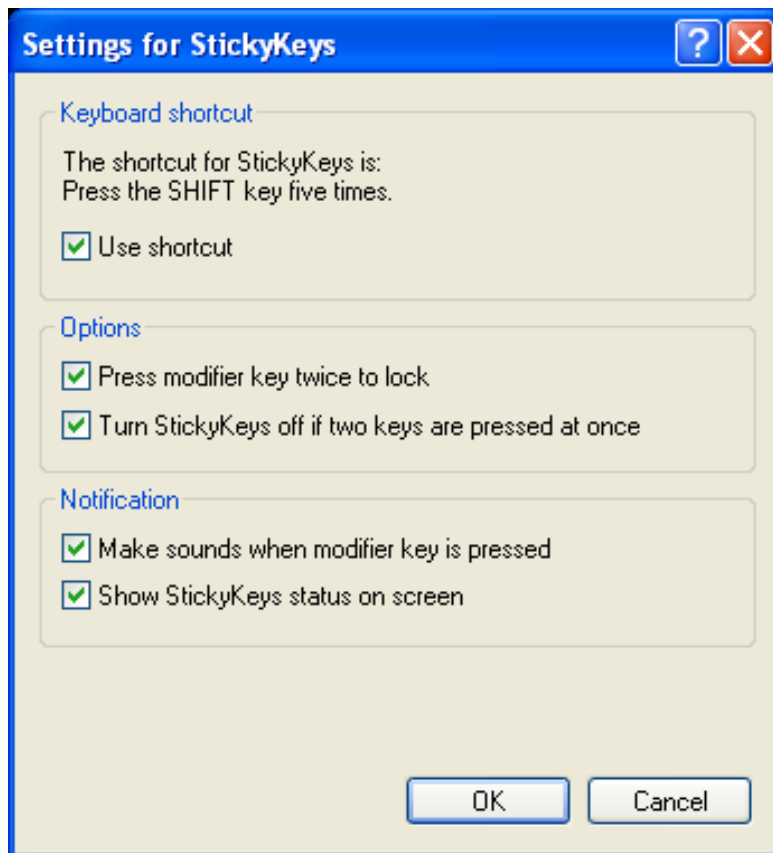 Settings for StickyKeys
Keyboard shortcut
The shortcut for StickyKeys is:
Press the SHIFT key five times.
Use shortcut
Options
Press modifier key twice to lock
Turn StickyKeys off if two keys are pressed at once
Notification
Make sounds when modifier key is pressed
Show StickyKeys status on screen
OK Cancel